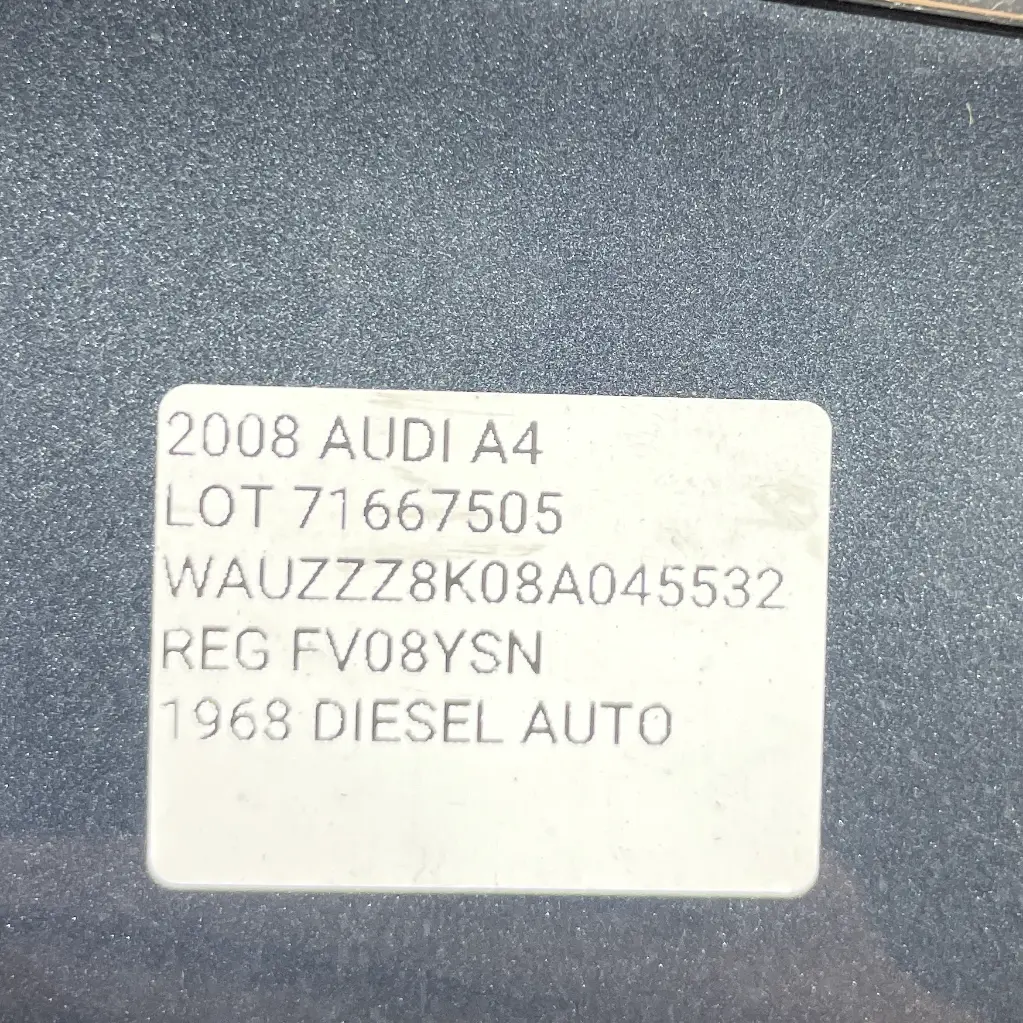 2008 AUDI A4
LOT 71667505
WAUZZZ8K08A045532
REG FV08YSN
1968 DIESEL AUTO